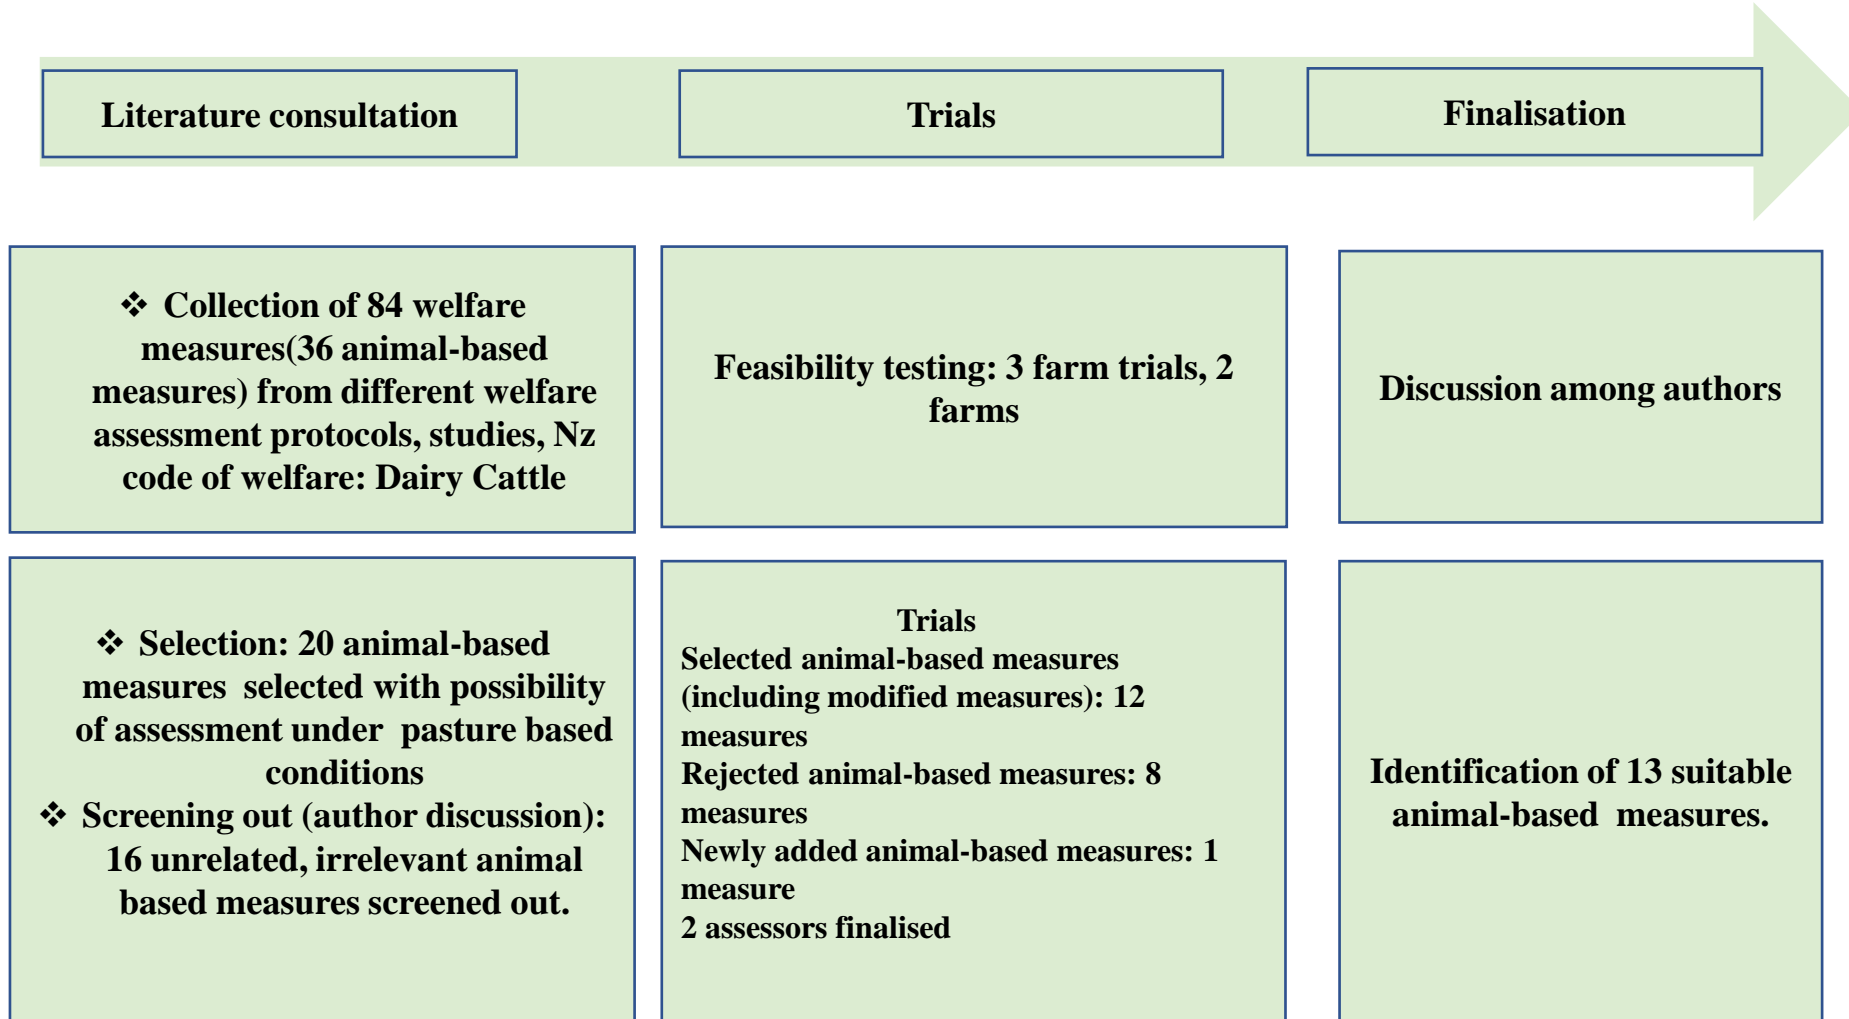 Literature consultation
Trials
Finalisation
❖ Collection of 84 welfare
measures(36 animal-based
measures) from different welfare
assessment protocols, studies, Nz
code of welfare: Dairy Cattle
Feasibility testing: 3 farm trials, 2
farms
Discussion among authors
❖ Selection: 20 animal-based
measures selected with possibility
of assessment under pasture based
conditions
❖ Screening out (author discussion):
16 unrelated, irrelevant animal
based measures screened out.
Trials
Selected animal-based measures
(including modified measures): 12
measures
Rejected animal-based measures: 8
measures
Newly added animal-based measures: 1
measure
2 assessors finalised
Identification of 13 suitable
animal-based measures.